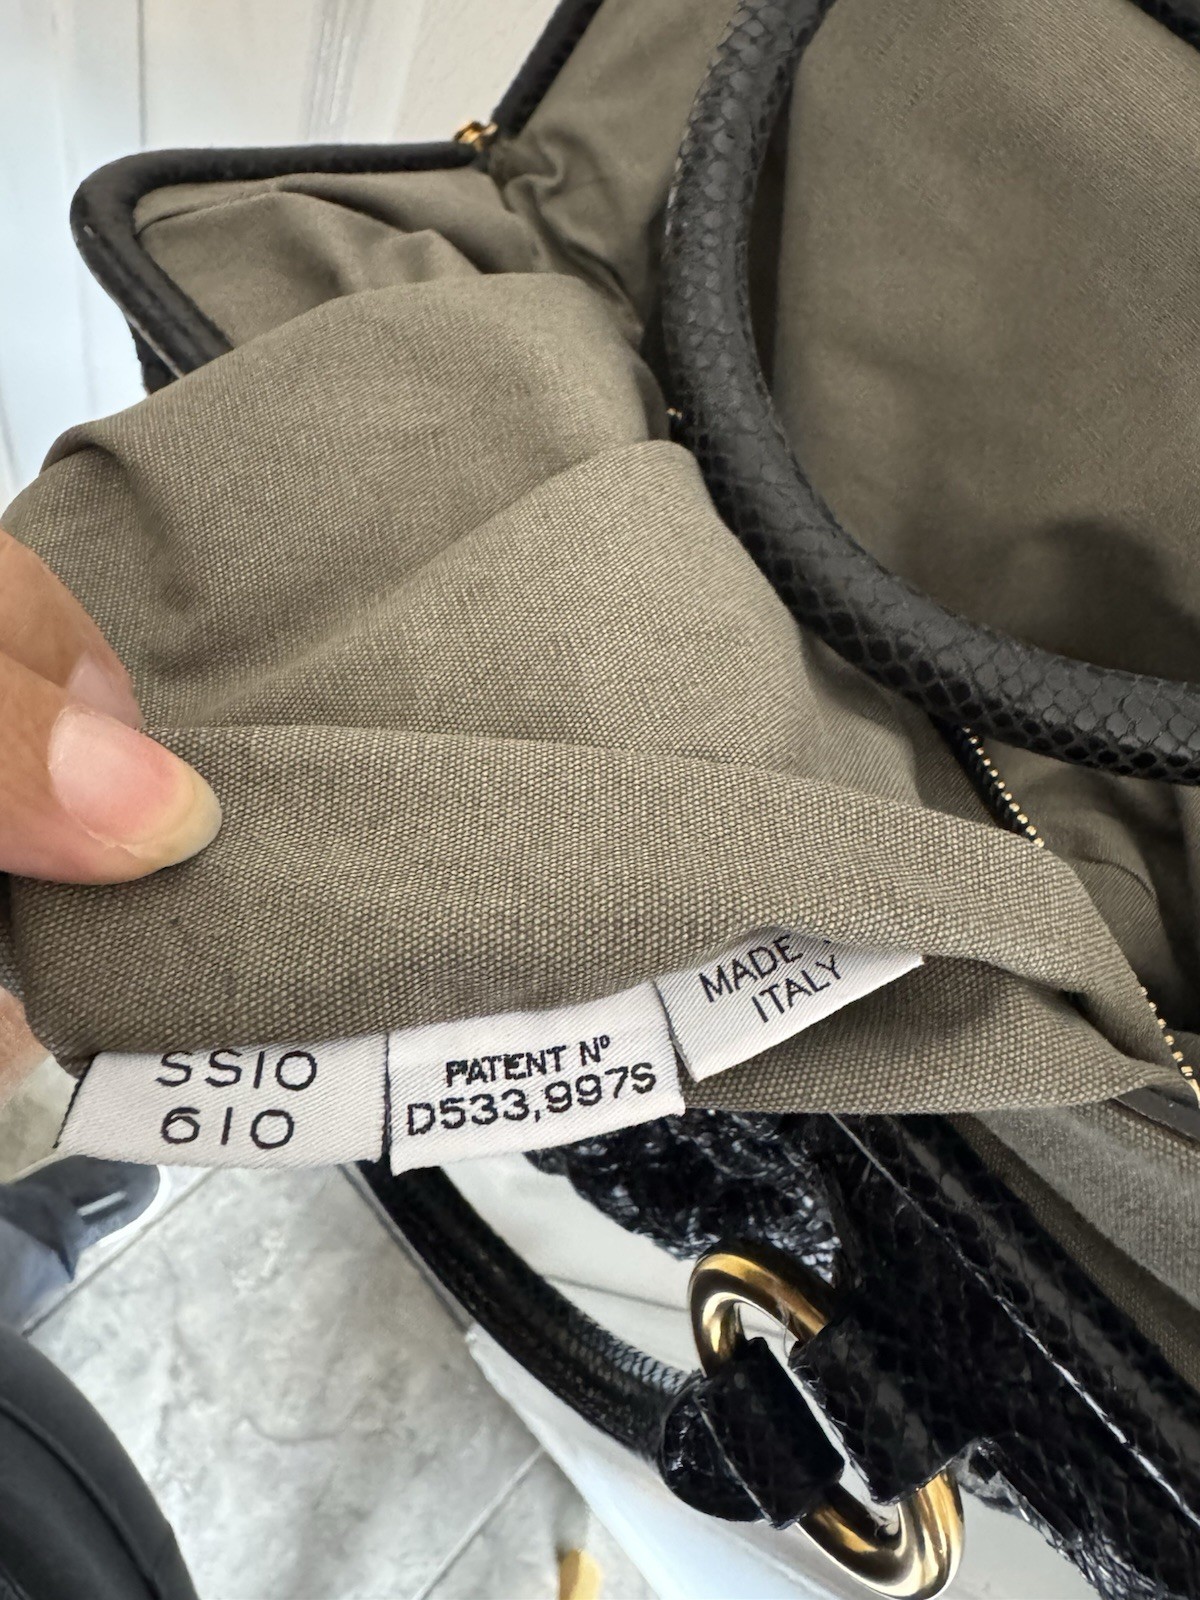 SS10
610
PATENT Nº
D533,997S
MADE
ITALY